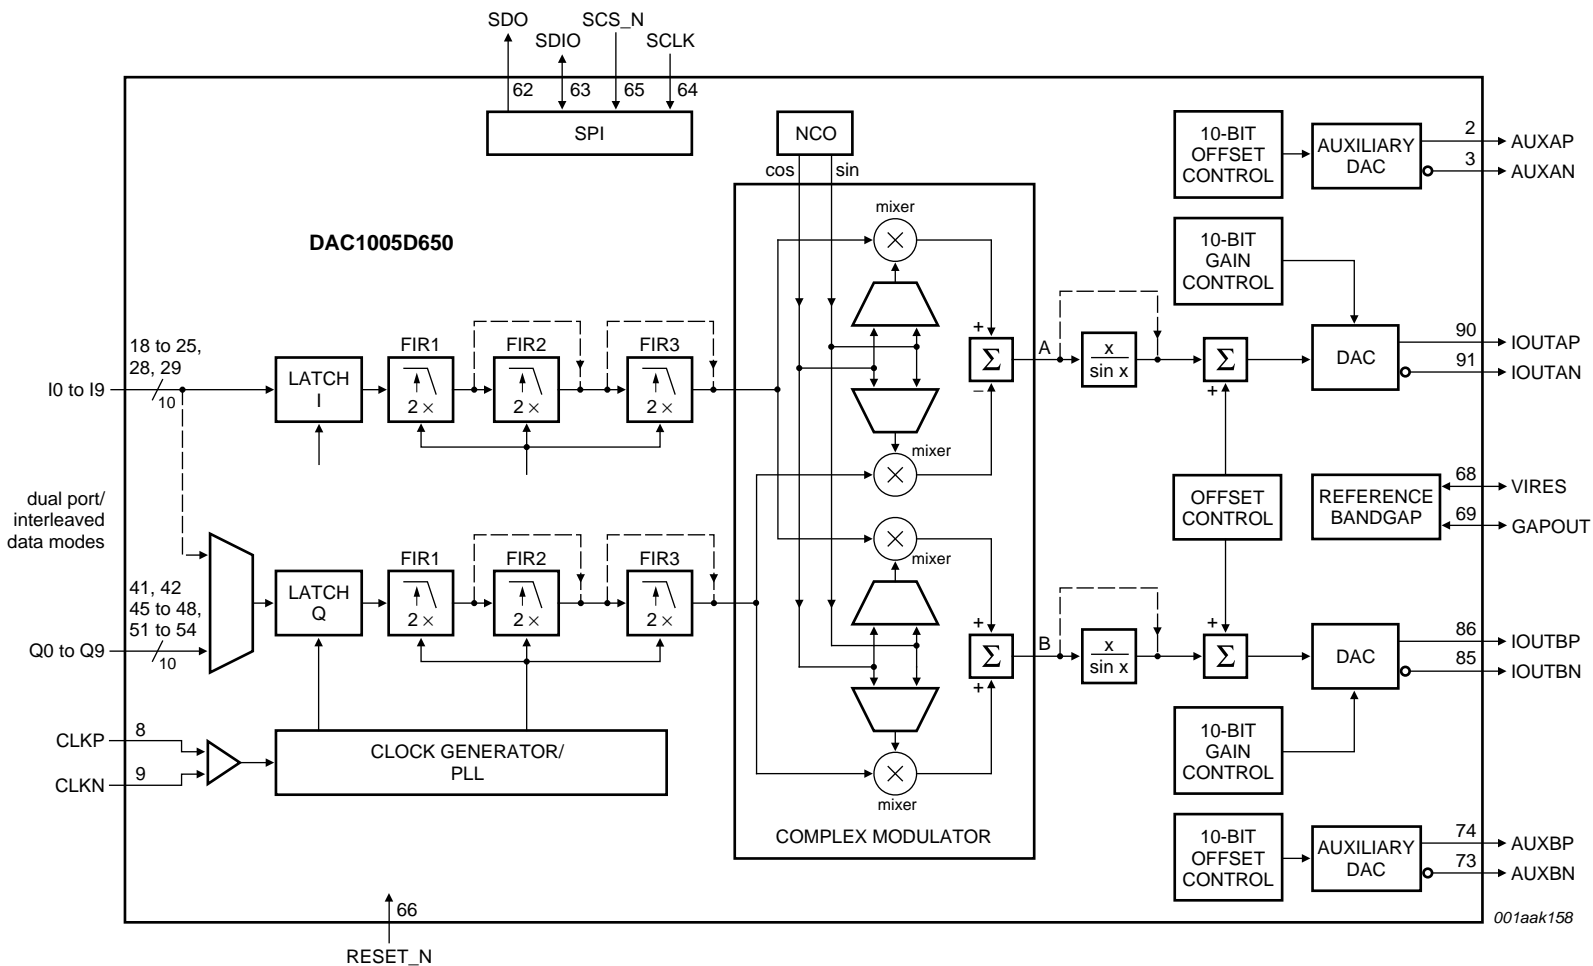 SDO
SCS_N
SDIO
SCLK
62
63
65
64
SPI
NCO
cos
sin
DAC1005D650
mixer
10-BIT
OFFSET
CONTROL
AUXILIARY
DAC
2
AUXAP
3
AUXAN
10-BIT
GAIN
CONTROL
18 to 25,
28, 29
I0 to I9
10
LATCH
I
FIR1
2 ×
FIR2
2 ×
FIR3
2 ×
+
Σ
–
A
x
sin x
Σ
+
DAC
90
IOUTAP
91
IOUTAN
mixer
dual port/
interleaved
data modes
OFFSET
CONTROL
REFERENCE
BANDGAP
68
VIRES
69
GAPOUT
mixer
41, 42
45 to 48,
51 to 54
Q0 to Q9
10
LATCH
Q
FIR1
2 ×
FIR2
2 ×
FIR3
2 ×
+
Σ
+
B
x
sin x
+
Σ
DAC
86
IOUTBP
85
IOUTBN
CLKP
8
CLKN
9
CLOCK GENERATOR/
PLL
10-BIT
GAIN
CONTROL
mixer
COMPLEX MODULATOR
10-BIT
OFFSET
CONTROL
AUXILIARY
DAC
74
AUXBP
73
AUXBN
66
RESET_N
001aak158